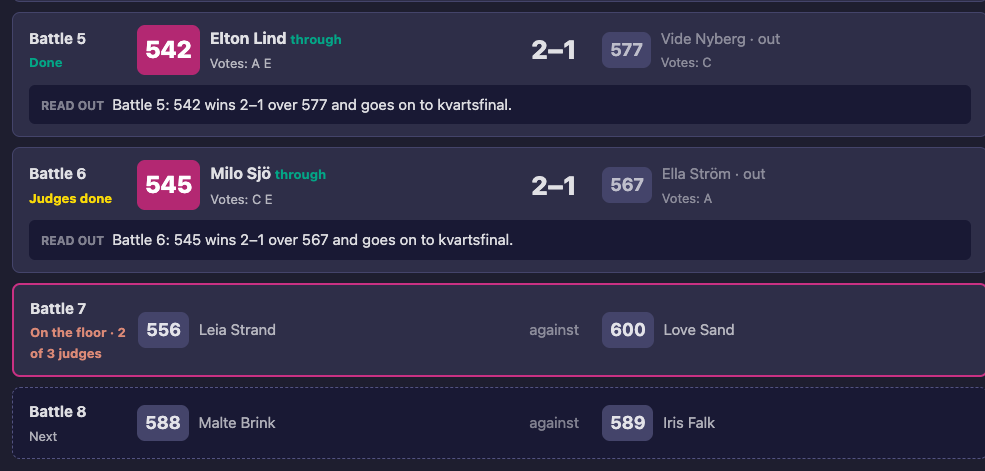 Battle 5
Done
542
Elton Lind through
Votes: A E
2–1
577
Vide Nyberg · out
Votes: C
READ OUT Battle 5: 542 wins 2–1 over 577 and goes on to kvartsfinal.
Battle 6
Judges done
545
Milo Sjö through
Votes: C E
2–1
567
Ella Ström · out
Votes: A
READ OUT Battle 6: 545 wins 2–1 over 567 and goes on to kvartsfinal.
Battle 7
On the floor · 2
of 3 judges
556
Leia Strand
against
600
Love Sand
Battle 8
Next
588
Malte Brink
against
589
Iris Falk